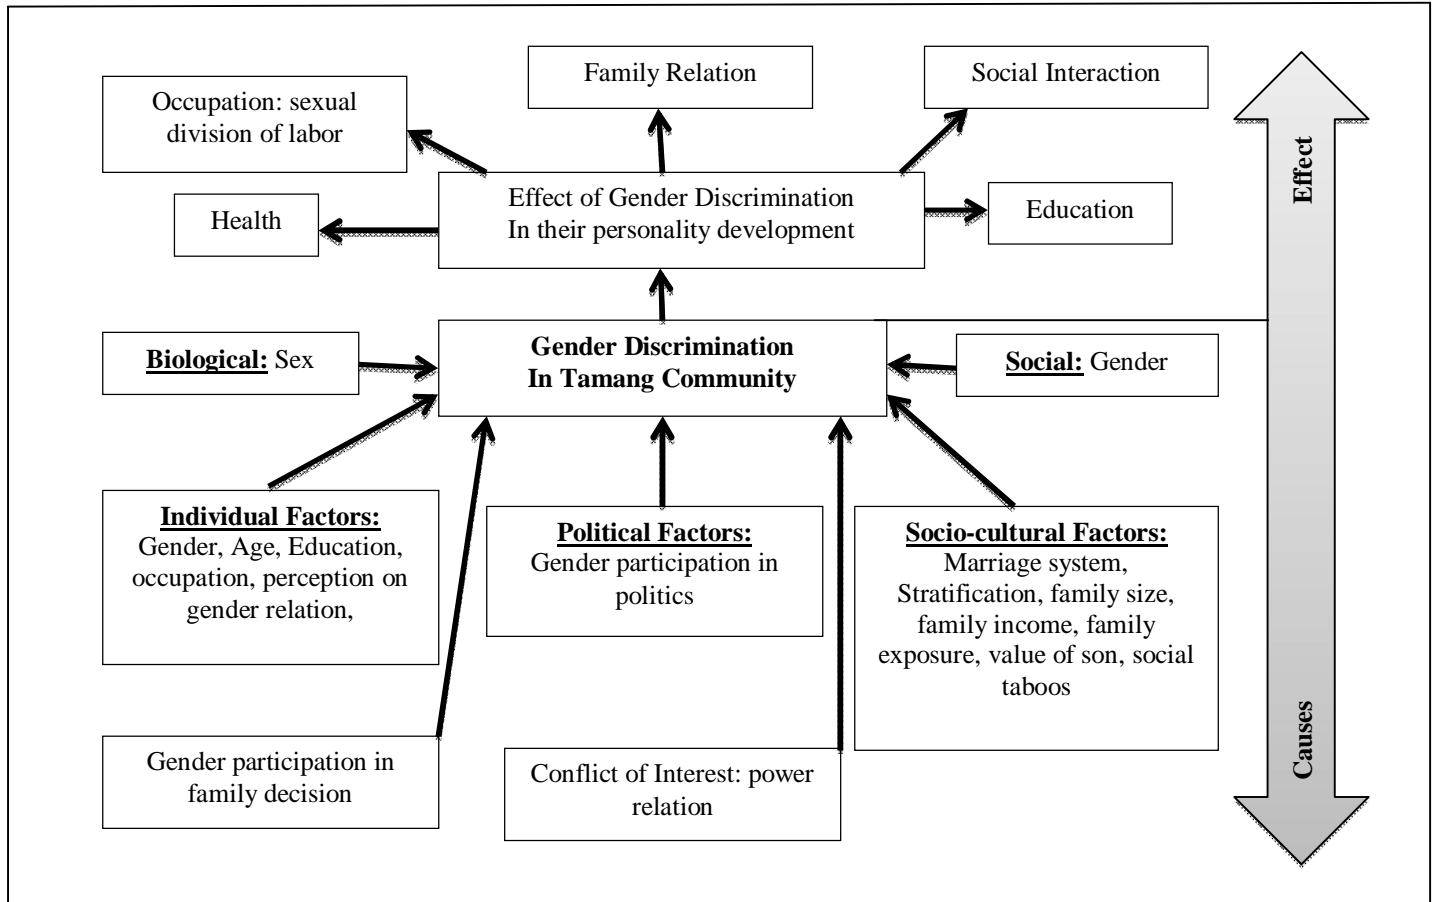 Family Relation
Social Interaction
Occupation: sexual
division of labor
Effect of Gender Discrimination
In their personality development
Health
Education
Effect
Biological: Sex
Gender Discrimination
In Tamang Community
Social: Gender
Individual Factors:
Gender, Age, Education,
occupation, perception on
gender relation,
Political Factors:
Gender participation in
politics
Socio-cultural Factors:
Marriage system,
Stratification, family size,
family income, family
exposure, value of son, social
taboos
Causes
Gender participation in
family decision
Conflict of Interest: power
relation